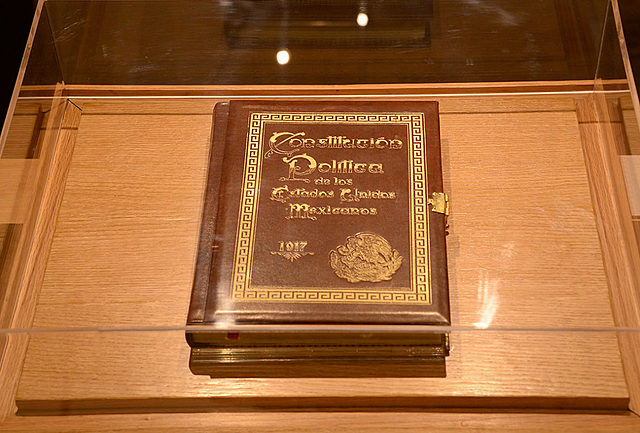 Constitución
Política
de los
Estados Unidos
Mexicanos
1917